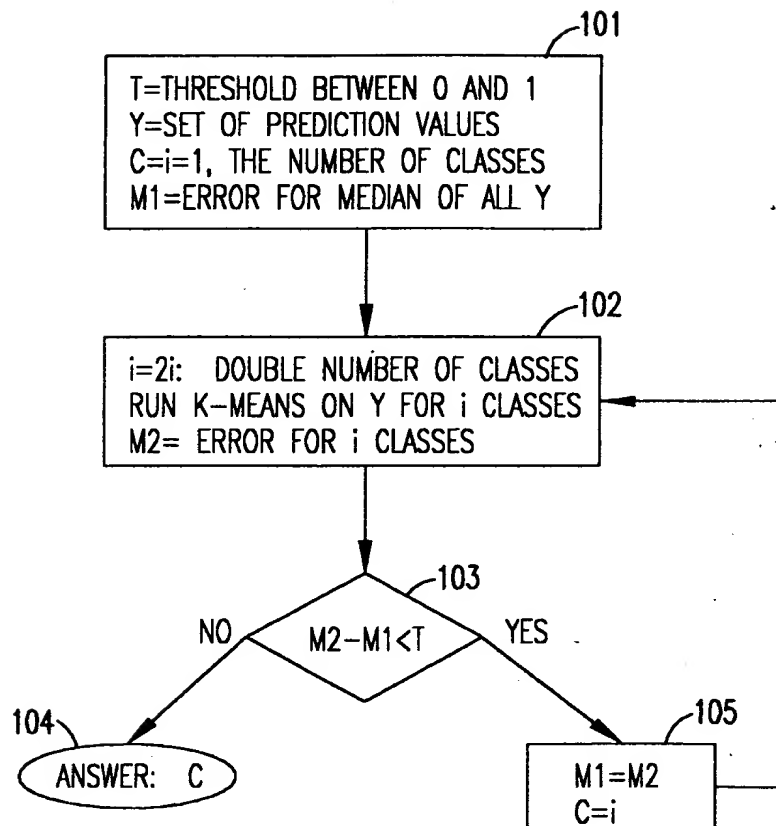 101
T=THRESHOLD BETWEEN 0 AND 1
Y=SET OF PREDICTION VALUES
C=i=1, THE NUMBER OF CLASSES
M1=ERROR FOR MEDIAN OF ALL Y
102
i=2i: DOUBLE NUMBER OF CLASSES
RUN K-MEANS ON Y FOR i CLASSES
M2= ERROR FOR i CLASSES
103
NO
M2-M1<T
YES
104
ANSWER: C
105
M1=M2
C=i